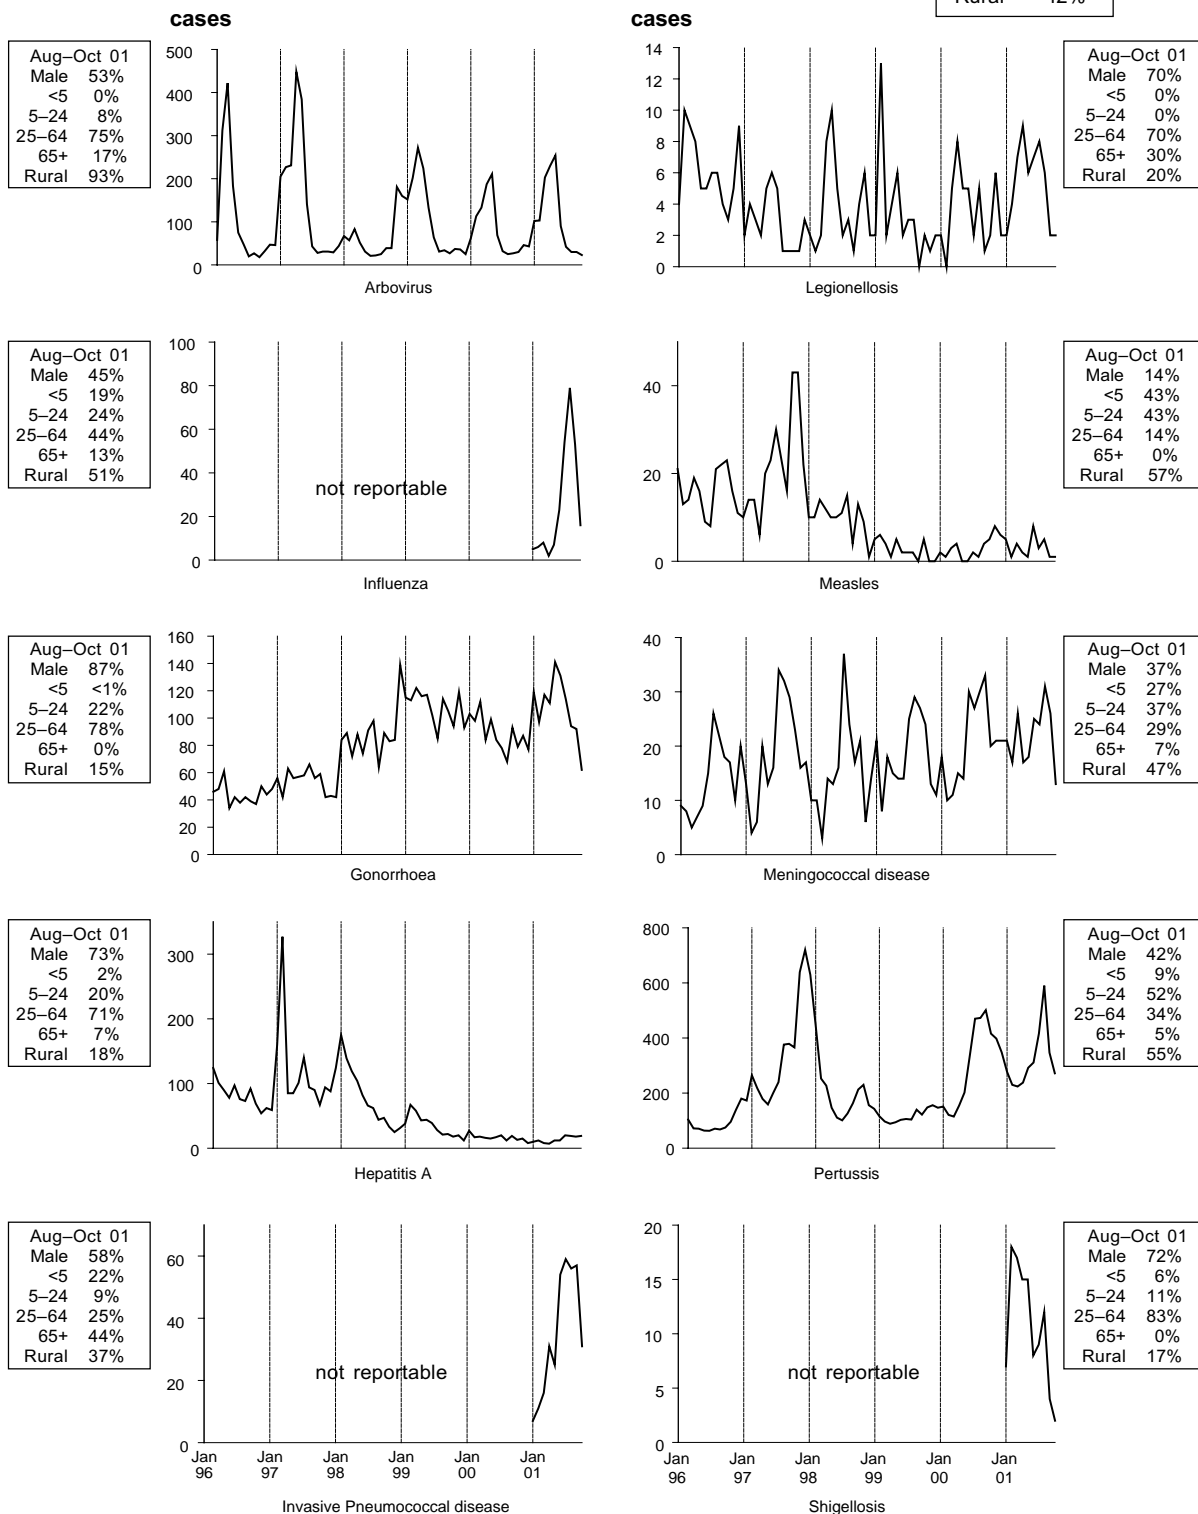 cases
cases
Aug–Oct 01
Male 53%
<5 0%
5–24 8%
25–64 75%
65+ 17%
Rural 93%
500
400
300
200
100
0
Arbovirus
14
12
10
8
6
4
2
0
Legionellosis
Aug–Oct 01
Male 70%
<5 0%
5–24 0%
25–64 70%
65+ 30%
Rural 20%
Aug–Oct 01
Male 45%
<5 19%
5–24 24%
25–64 44%
65+ 13%
Rural 51%
100
80
60
40
20
0
not reportable
Influenza
40
20
0
Measles
Aug–Oct 01
Male 14%
<5 43%
5–24 43%
25–64 14%
65+ 0%
Rural 57%
Aug–Oct 01
Male 87%
<5 <1%
5–24 22%
25–64 78%
65+ 0%
Rural 15%
160
140
120
100
80
60
40
20
0
Gonorrhoea
40
30
20
10
0
Meningococcal disease
Aug–Oct 01
Male 37%
<5 27%
5–24 37%
25–64 29%
65+ 7%
Rural 47%
Aug–Oct 01
Male 73%
<5 2%
5–24 20%
25–64 71%
65+ 7%
Rural 18%
300
200
100
0
Hepatitis A
800
600
400
200
0
Pertussis
Aug–Oct 01
Male 42%
<5 9%
5–24 52%
25–64 34%
65+ 5%
Rural 55%
Aug–Oct 01
Male 58%
<5 22%
5–24 9%
25–64 25%
65+ 44%
Rural 37%
60
40
20
0
not reportable
Jan Jan Jan Jan Jan Jan
96 97 98 99 00 01
Invasive Pneumococcal disease
20
15
10
5
0
not reportable
Jan Jan Jan Jan Jan Jan
96 97 98 99 00 01
Shigellosis
Aug–Oct 01
Male 72%
<5 6%
5–24 11%
25–64 83%
65+ 0%
Rural 17%